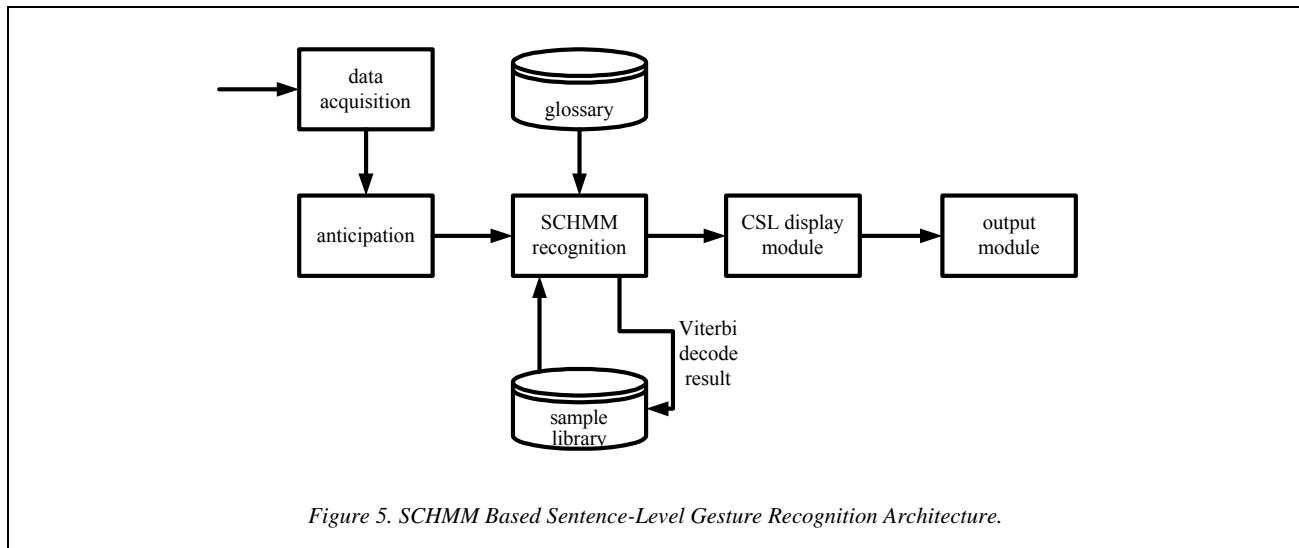 data
acquisition
glossary
anticipation
SCHMM
recognition
CSL display
module
output
module
Viterbi
decode
result
sample
library
Figure 5. SCHMM Based Sentence-Level Gesture Recognition Architecture.